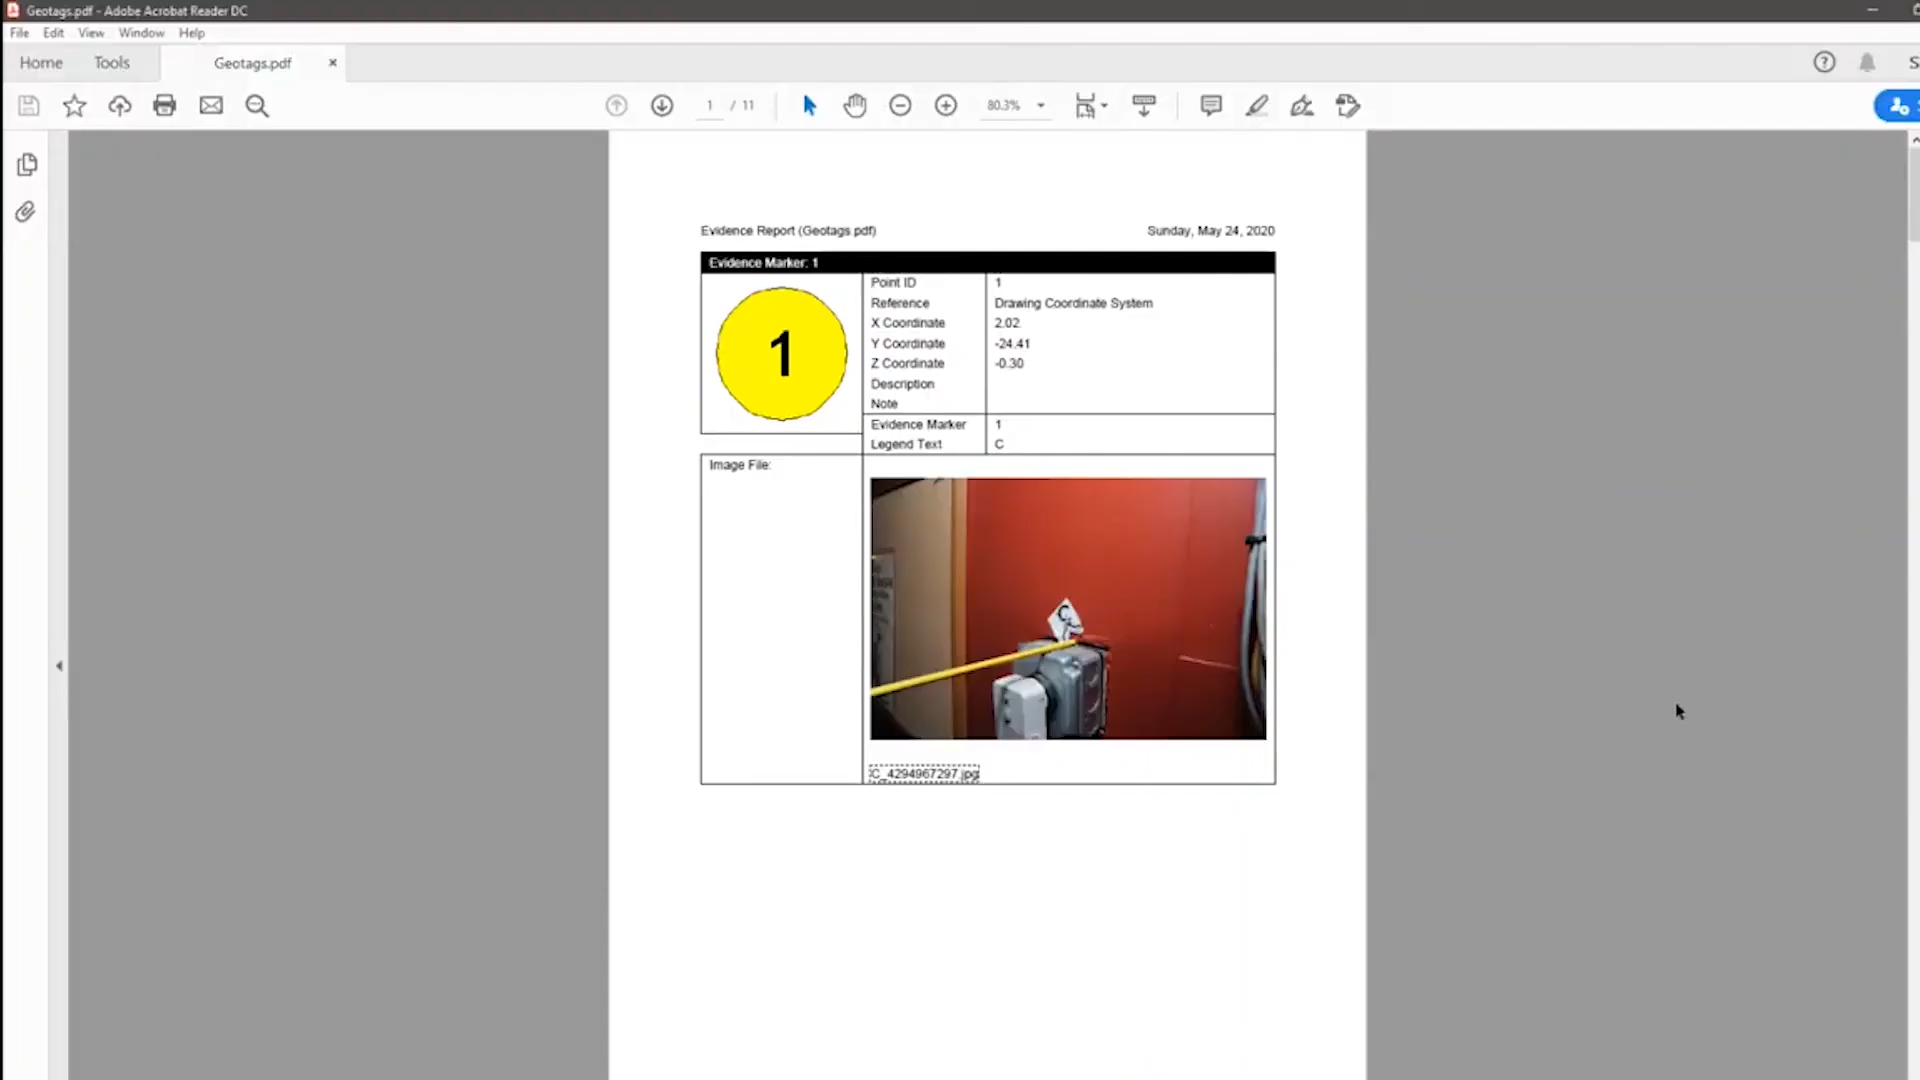 Geotags.pdf - Adobe Acrobat Reader DC
File Edit View Window Help
Home Tools Geotags.pdf
1 / 11 80.3%
Evidence Report (Geotags pdf) Sunday, May 24, 2020
Evidence Marker: 1
1
Point ID 1
Reference Drawing Coordinate System
X Coordinate 2.02
Y Coordinate -24.41
Z Coordinate -0.30
Description
Note
Evidence Marker 1
Legend Text C
Image File:
C
C_4294967297.jpg